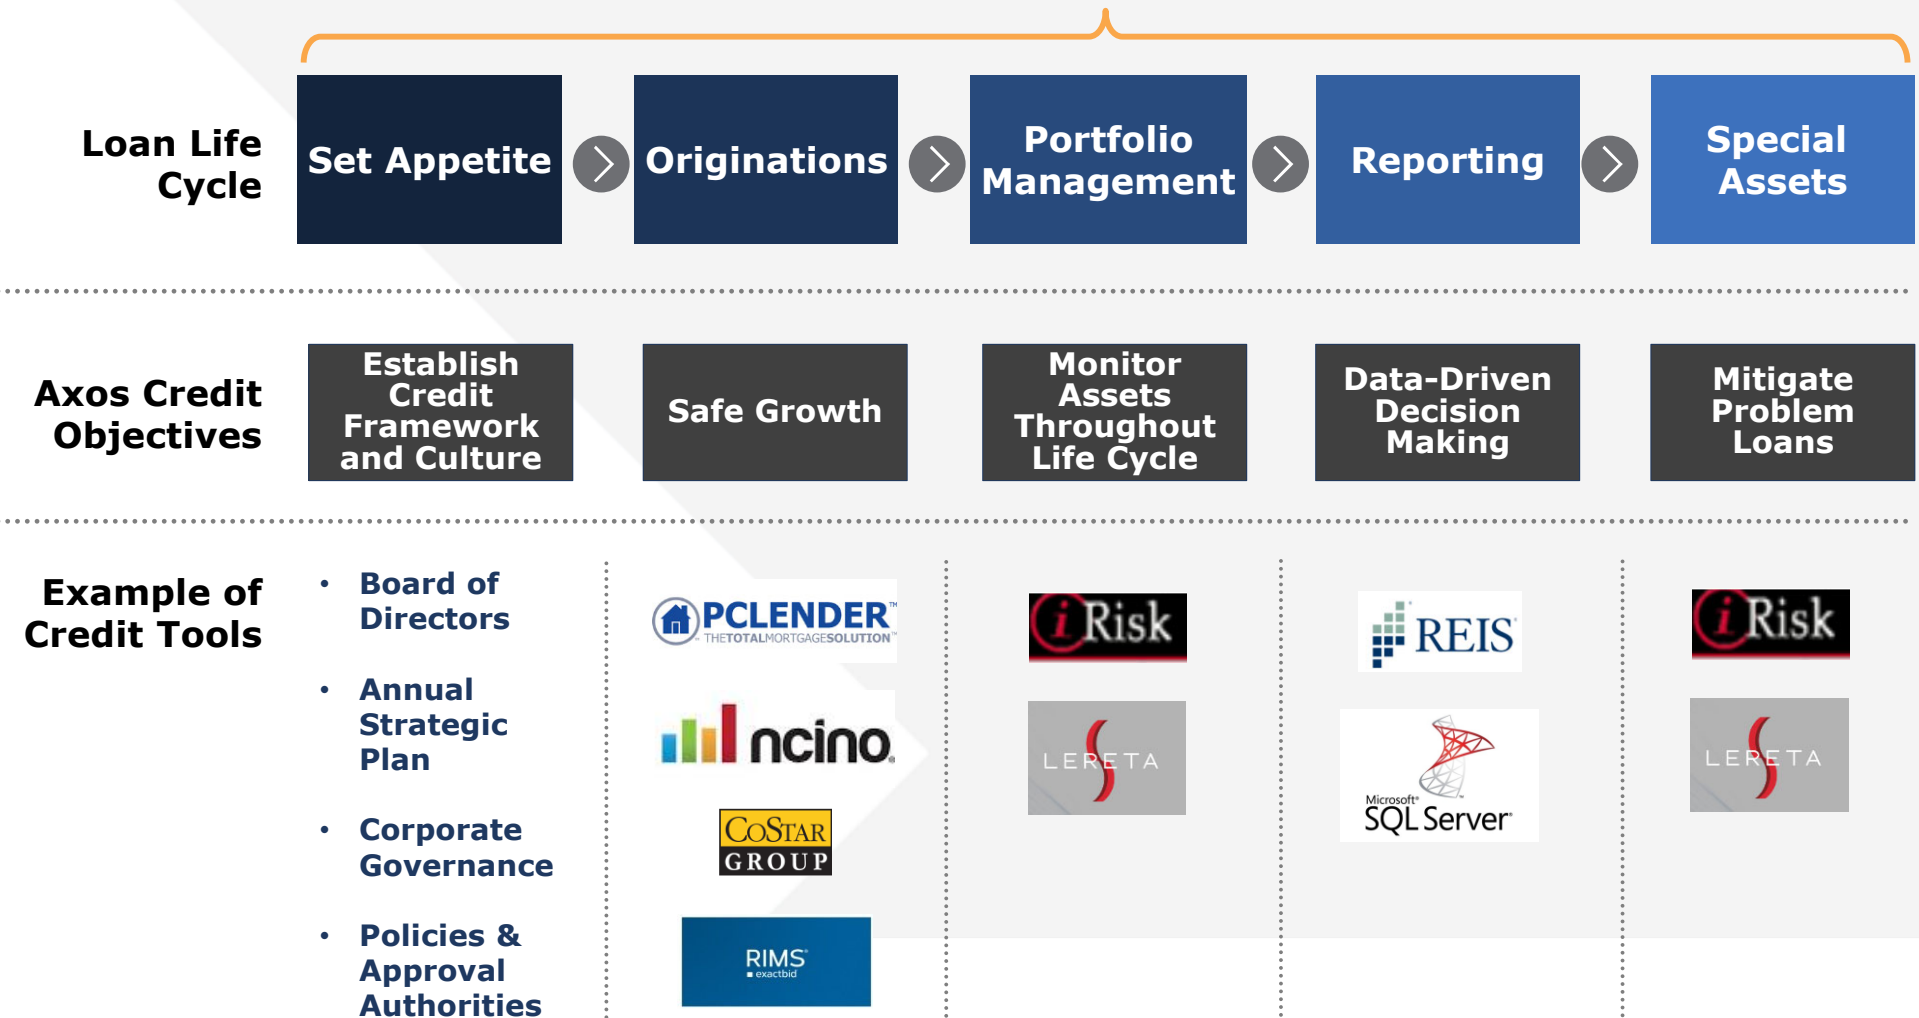 Loan Life
Cycle
Set Appetite
Originations
Portfolio
Management
Reporting
Special
Assets
Axos Credit
Objectives
Establish
Credit
Framework
and Culture
Safe Growth
Monitor
Assets
Throughout
Life Cycle
Data-Driven
Decision
Making
Mitigate
Problem
Loans
Example of
Credit Tools
• Board of
Directors
• Annual
Strategic
Plan
• Corporate
Governance
• Policies &
Approval
Authorities
PCLENDER™
THETOTALMORTGAGESOLUTION™
ncino®
COSTAR
GROUP
RIMS®
exactbid
iRisk
LERETA
REIS®
Microsoft®
SQL Server®
iRisk
LERETA